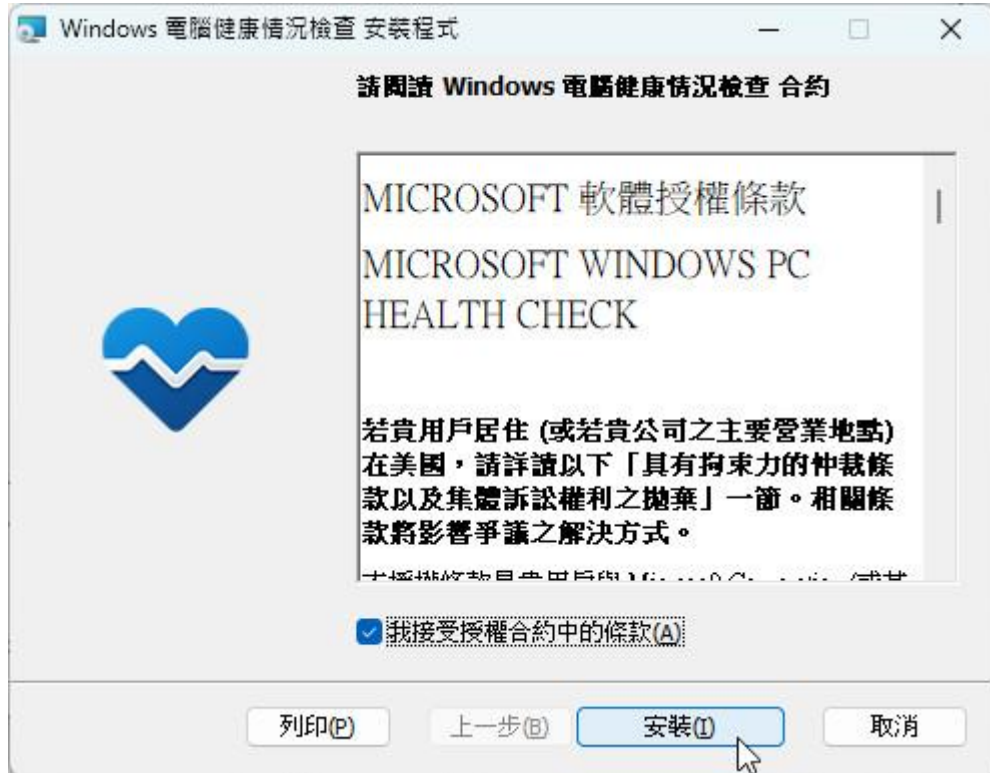 Windows 電腦健康情況檢查 安裝程式
請閱讀 Windows 電腦健康情況檢查 合約
MICROSOFT 軟體授權條款
MICROSOFT WINDOWS PC
HEALTH CHECK
若貴用戶居住 (或若貴公司之主要營業地點)
在美國，請詳讀以下「具有拘束力的仲裁條
款以及集體訴訟權利之拋棄」一節。相關條
款將影響爭議之解決方式。
我接受授權合約中的條款(A)
列印(P) 上一步(B) 安裝(I) 取消